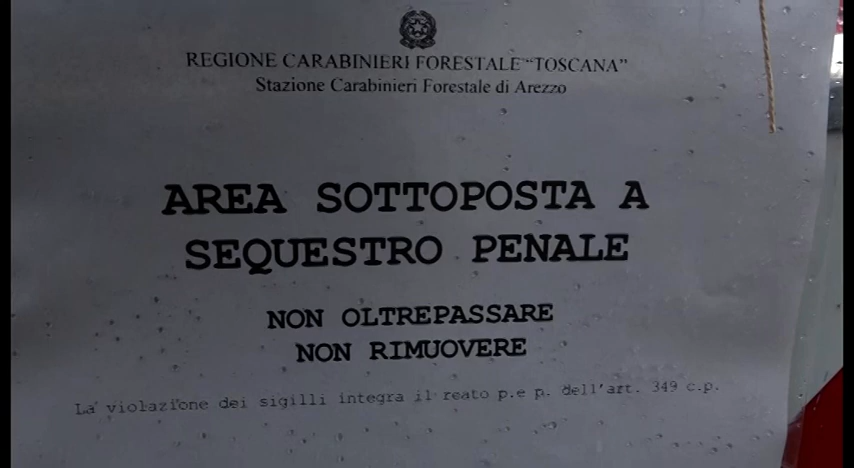 REGIONE CARABINIERI FORESTALE "TOSCANA"
Stazione Carabinieri Forestale di Arezzo
AREA SOTTOPOSTA A
SEQUESTRO PENALE
NON OLTREPASSARE
NON RIMUOVERE
La violazione dei sigilli integra il reato p.e p. dell'art. 349 c.p.